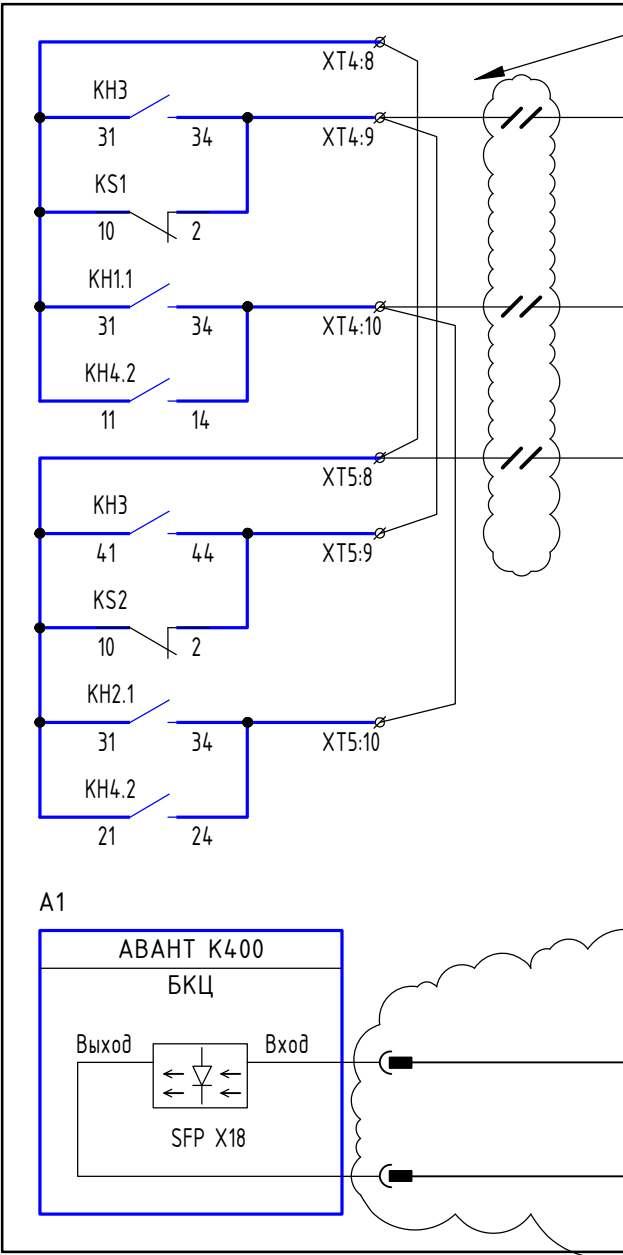 XT4:8
KH3
31 34 XT4:9
KS1
10 2
KH1.1
31 34 XT4:10
KH4.2
11 14
XT5:8
KH3
41 44 XT5:9
KS2
10 2
KH2.1
31 34 XT5:10
KH4.2
21 24
A1
АВАНТ К400
БКЦ
Выход Вход
SFP X18